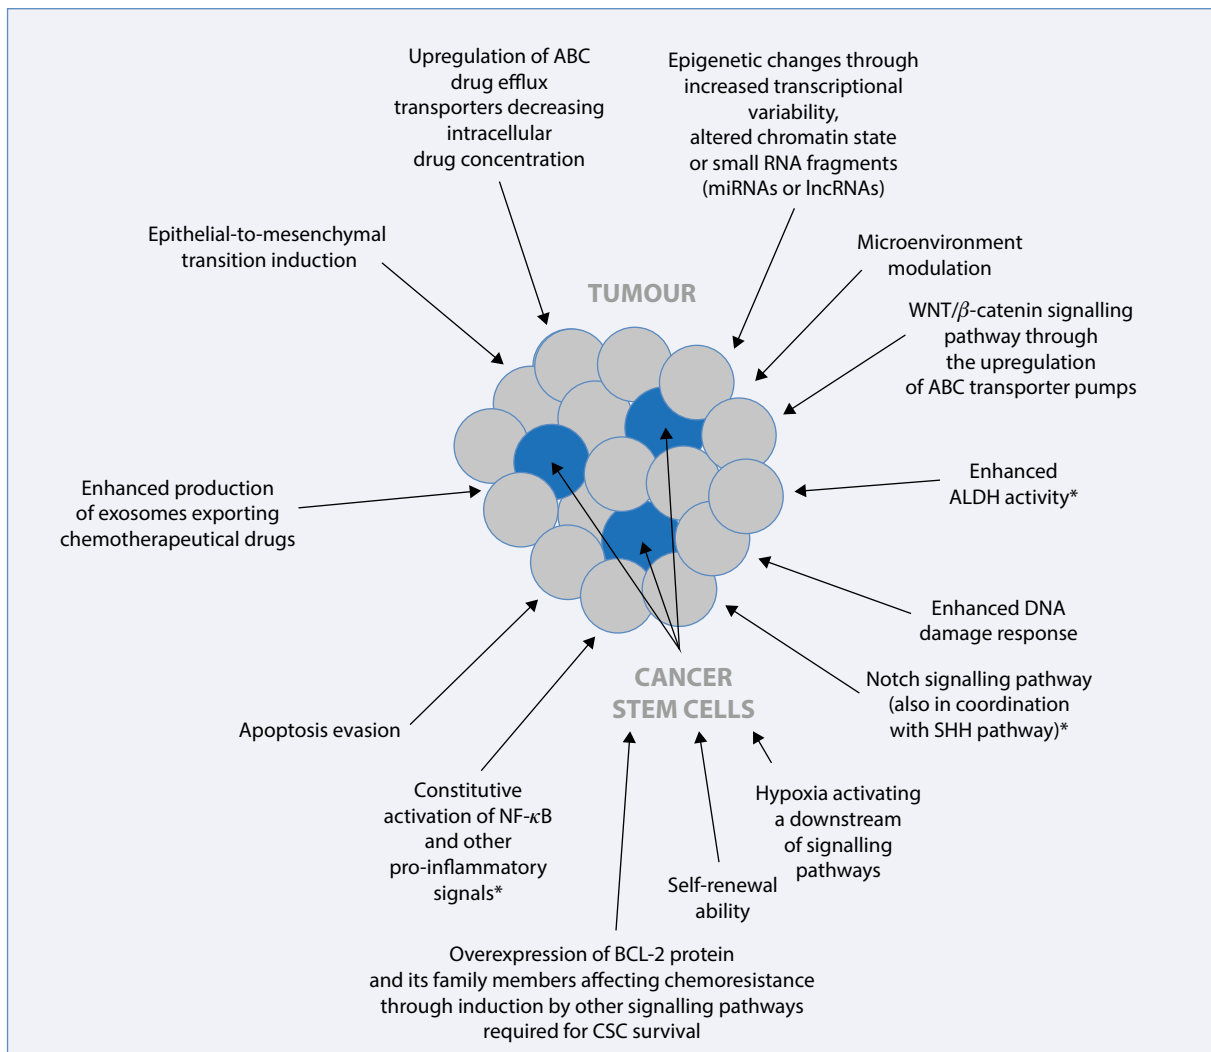 Upregulation of ABC
drug efflux
transporters decreasing
intracellular
drug concentration
Epigenetic changes through
increased transcriptional
variability,
altered chromatin state
or small RNA fragments
(miRNAs or lncRNAs)
Epithelial-to-mesenchymal
transition induction
Microenvironment
modulation
TUMOUR
WNT/β-catenin signalling
pathway through
the upregulation
of ABC transporter pumps
Enhanced production
of exosomes exporting
chemotherapeutical drugs
Enhanced
ALDH activity*
Enhanced DNA
damage response
CANCER
STEM CELLS
Notch signalling pathway
(also in coordination
with SHH pathway)*
Apoptosis evasion
Constitutive
activation of NF-κB
and other
pro-inflammatory
signals*
Hypoxia activating
a downstream
of signalling
pathways
Self-renewal
ability
Overexpression of BCL-2 protein
and its family members affecting chemoresistance
through induction by other signalling pathways
required for CSC survival